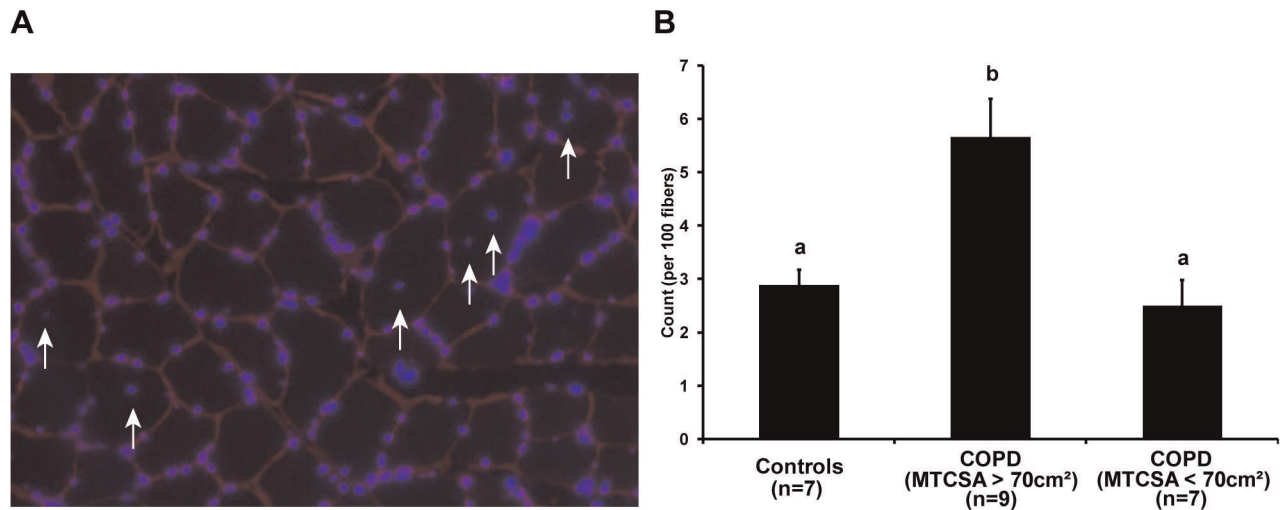 A
B
Count (per 100 fibers)
7
6
5
4
3
2
1
0
a
b
a
Controls
(n=7)
COPD
(MTCSA > 70cm²)
(n=9)
COPD
(MTCSA < 70cm²)
(n=7)